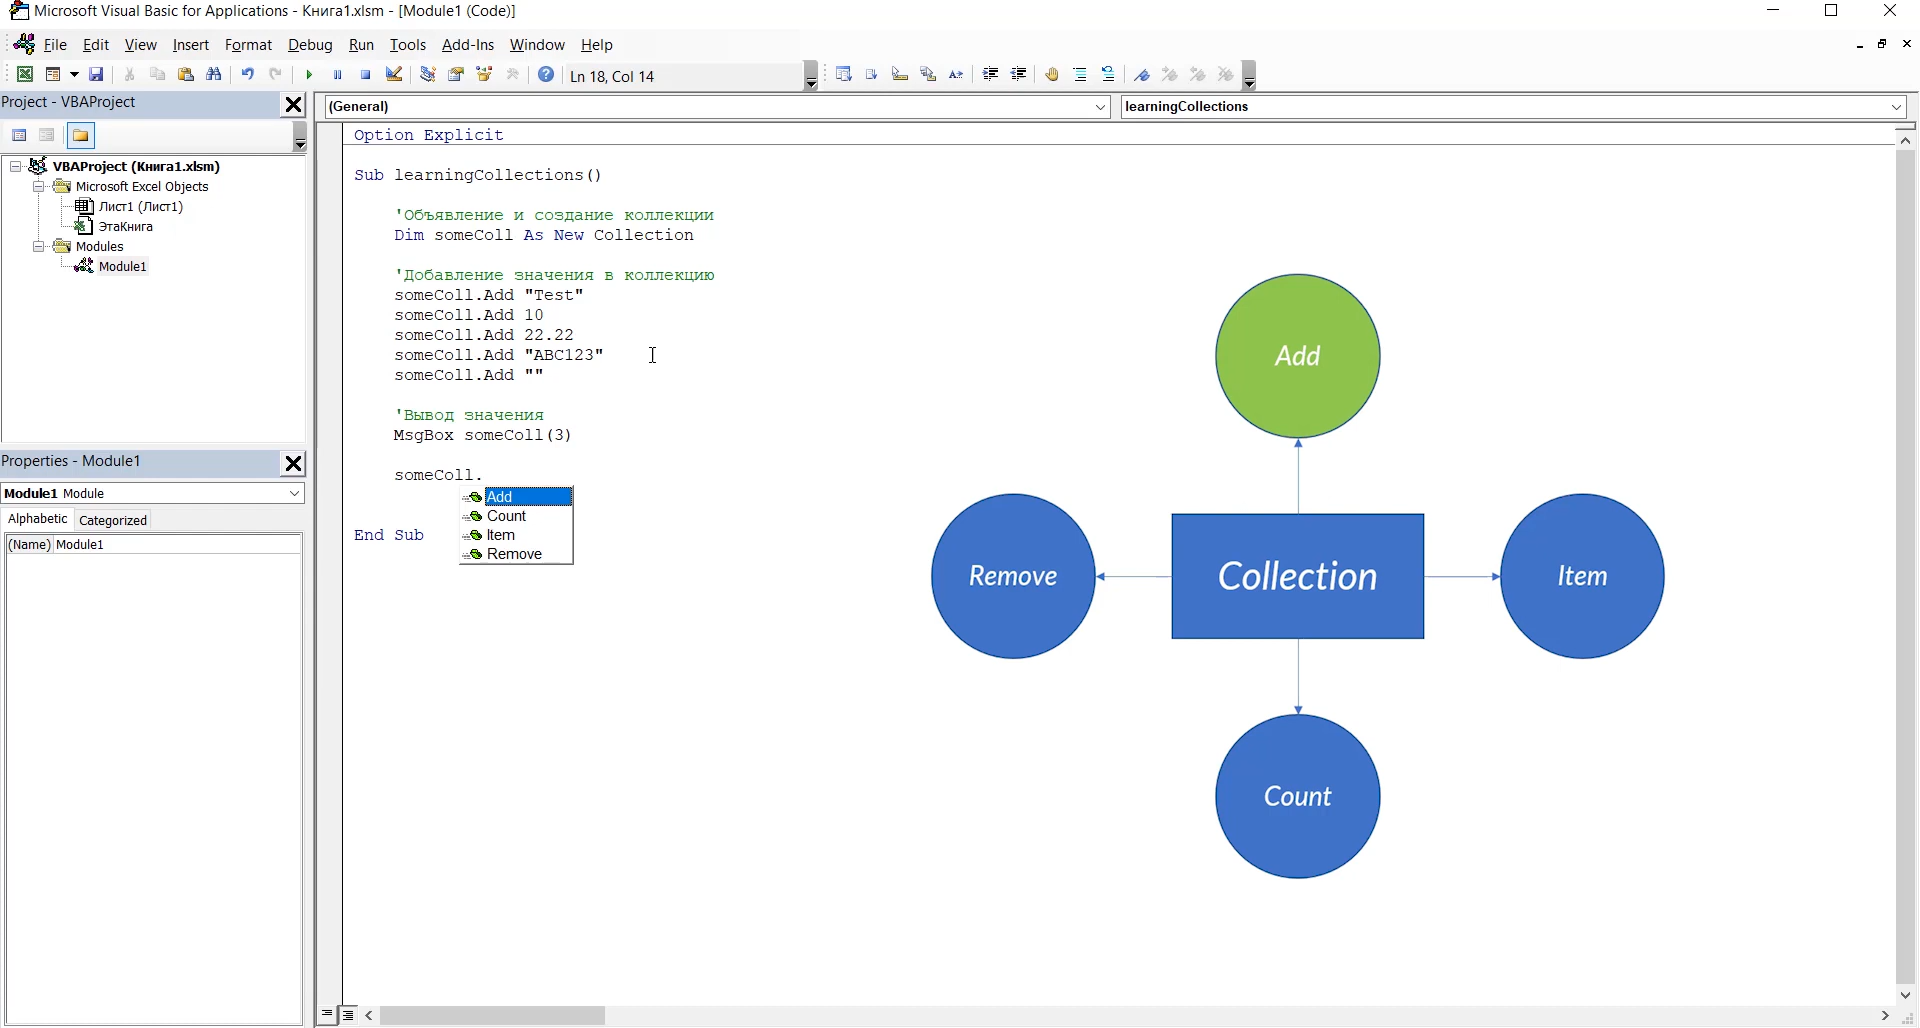 Microsoft Visual Basic for Applications - Книга1.xlsm - [Module1 (Code)]
File Edit View Insert Format Debug Run Tools Add-Ins Window Help
Ln 18, Col 14
Project - VBAProject
VBAProject (Книга1.xlsm)
Microsoft Excel Objects
Лист1 (Лист1)
ЭтаКнига
Modules
Module1
Properties - Module1
Module1 Module
Alphabetic Categorized
(Name) Module1
(General) learningCollections
Option Explicit
Sub learningCollections()
'Объявление и создание коллекции
Dim someColl As New Collection
'Добавление значения в коллекцию
someColl.Add "Test"
someColl.Add 10
someColl.Add 22.22
someColl.Add "ABC123"
someColl.Add ""
'Вывод значения
MsgBox someColl(3)
someColl.
Add
Count
Item
Remove
End Sub
Add
Remove
Collection
Item
Count